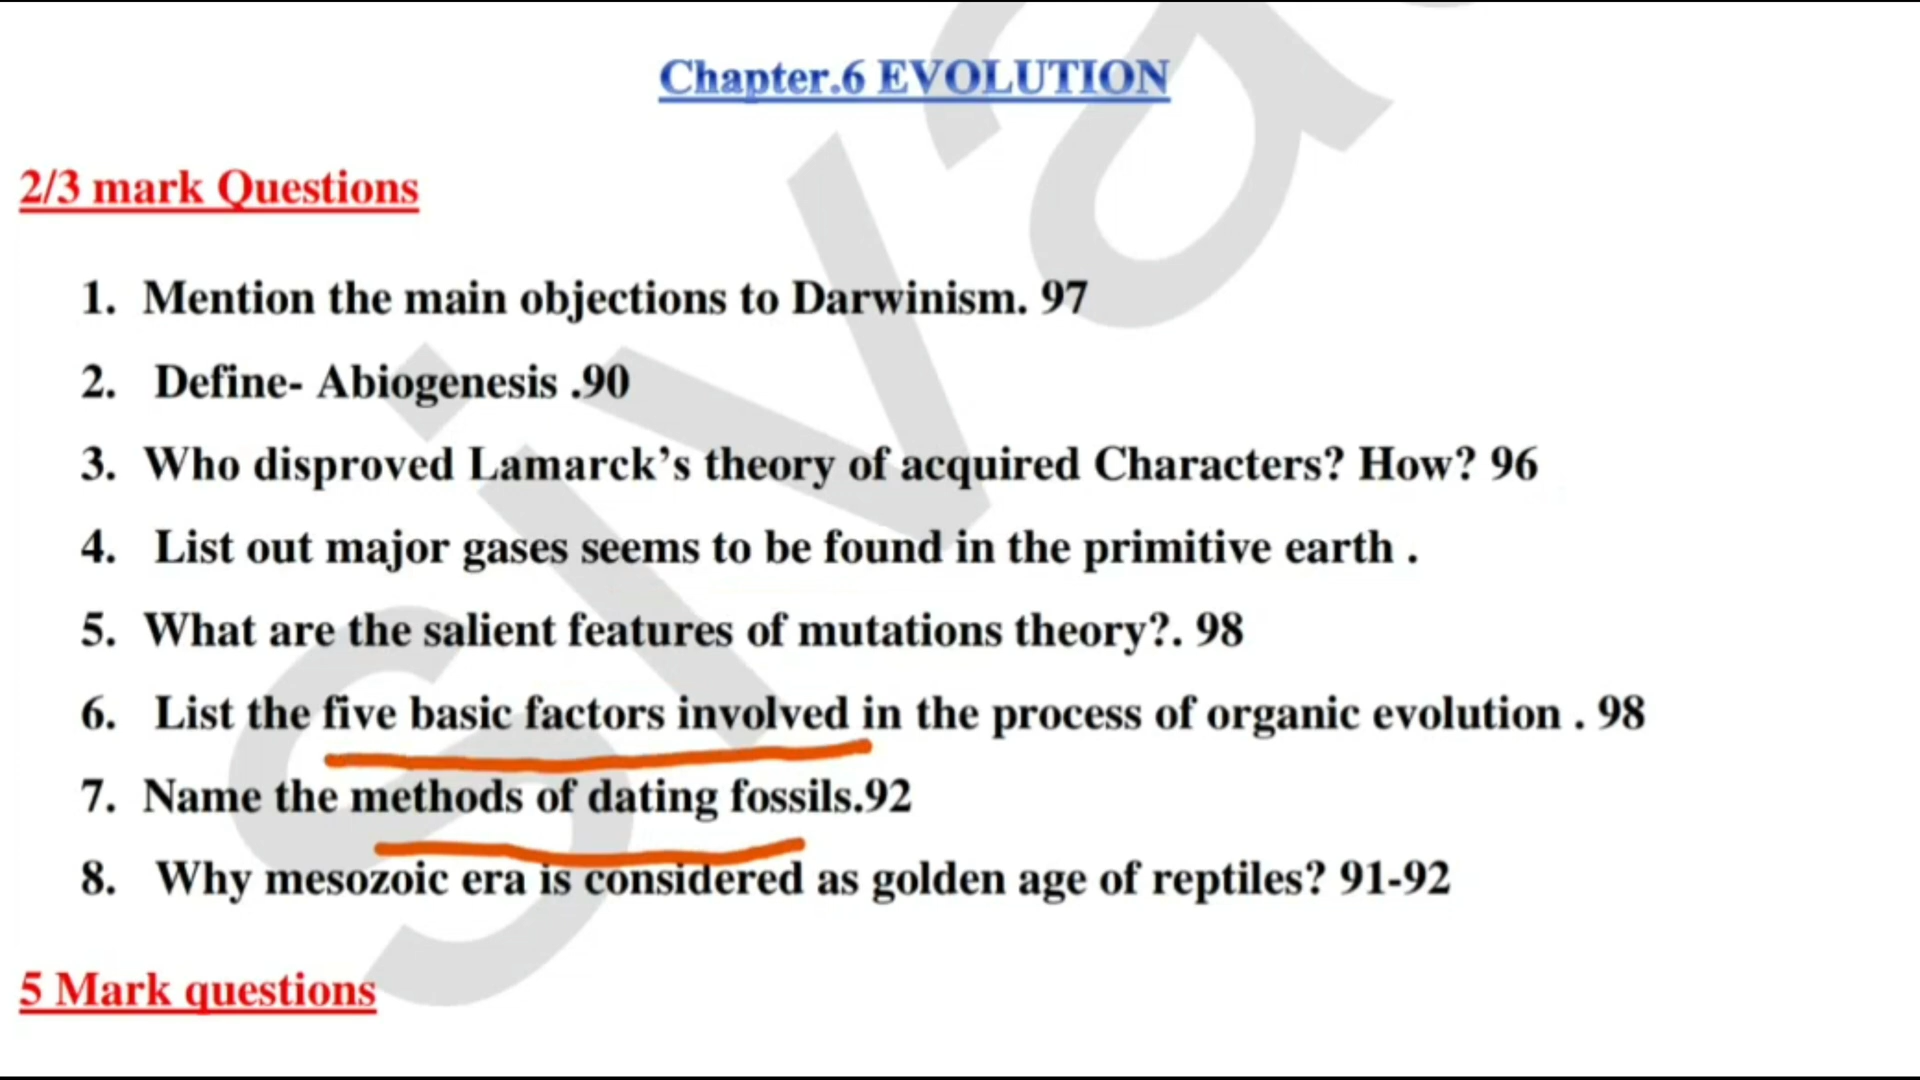 Chapter.6 EVOLUTION
2/3 mark Questions
1. Mention the main objections to Darwinism. 97
2. Define- Abiogenesis .90
3. Who disproved Lamarck’s theory of acquired Characters? How? 96
4. List out major gases seems to be found in the primitive earth .
5. What are the salient features of mutations theory?. 98
6. List the five basic factors involved in the process of organic evolution . 98
7. Name the methods of dating fossils.92
8. Why mesozoic era is considered as golden age of reptiles? 91-92
5 Mark questions
siva